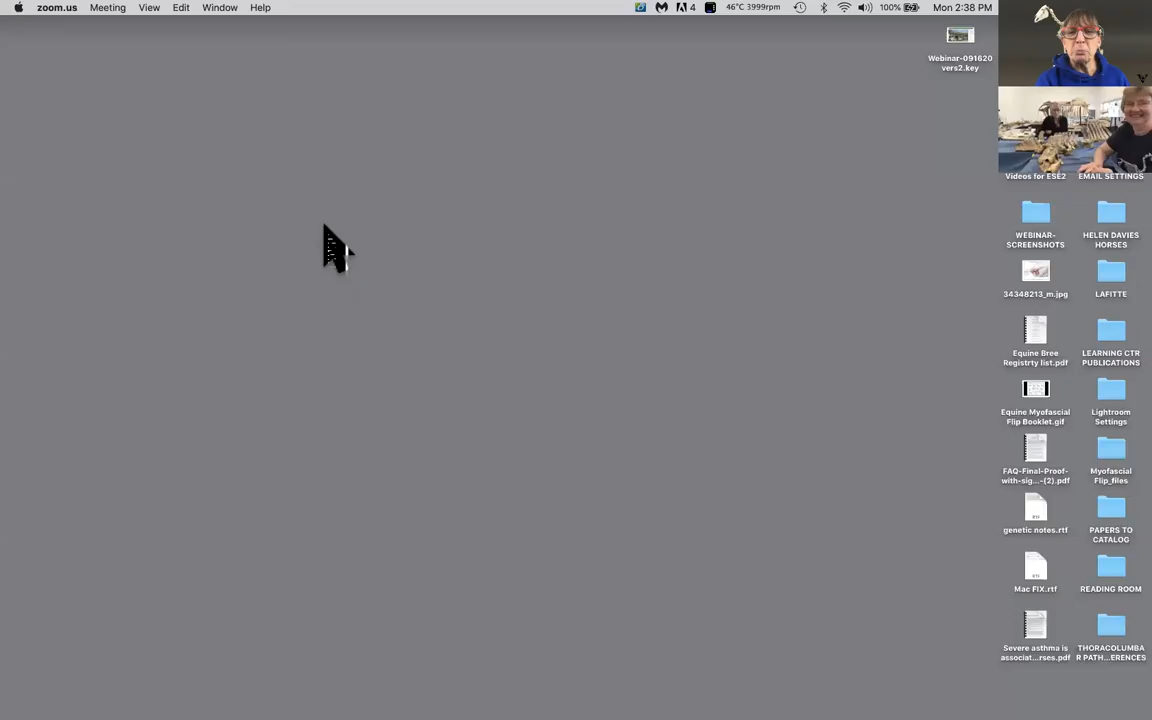 zoom.us Meeting View Edit Window Help
4 46°C 3999rpm 100% Mon 2:38 PM
Webinar-091620
vers2.key
Videos for ESE2
EMAIL SETTINGS
WEBINAR-
SCREENSHOTS
HELEN DAVIES
HORSES
34348213_m.jpg
LAFITTE
Equine Bree
Registrty list.pdf
LEARNING CTR
PUBLICATIONS
Equine Myofascial
Flip Booklet.gif
Lightroom
Settings
FAQ-Final-Proof-
with-sig...-(2).pdf
Myofascial
Flip_files
RTF
genetic notes.rtf
PAPERS TO
CATALOG
RTF
Mac FIX.rtf
READING ROOM
Severe asthma is
associat...rses.pdf
THORACOLUMBA
R PATH...ERENCES